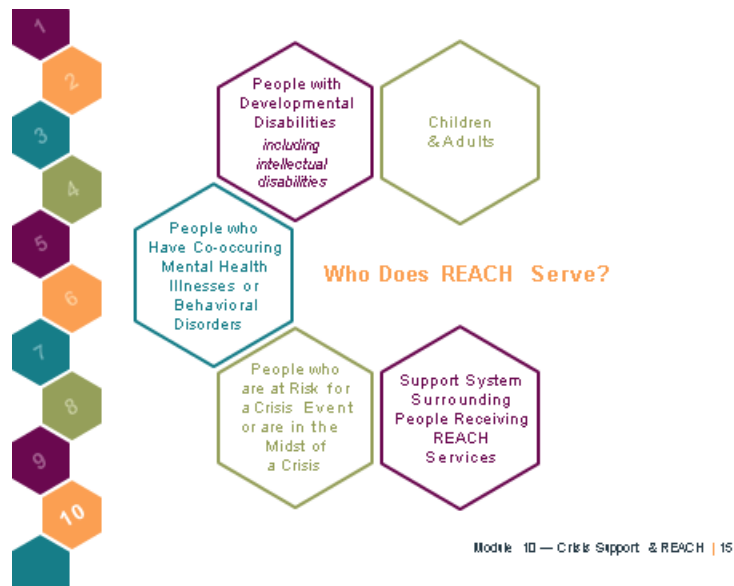 1
2
3
4
5
6
7
8
9
10
People with
Developmental
Disabilities
including
intellectual
disabilities
Children
& Adults
People who
Have Co-occuring
Mental Health
Illnesses or
Behavioral
Disorders
Who Does REACH Serve?
People who
are at Risk for
a Crisis Event
or are in the
Midst of
a Crisis
Support System
Surrounding
People Receiving
REACH
Services
Module 10 — Crisis Support & REACH | 15